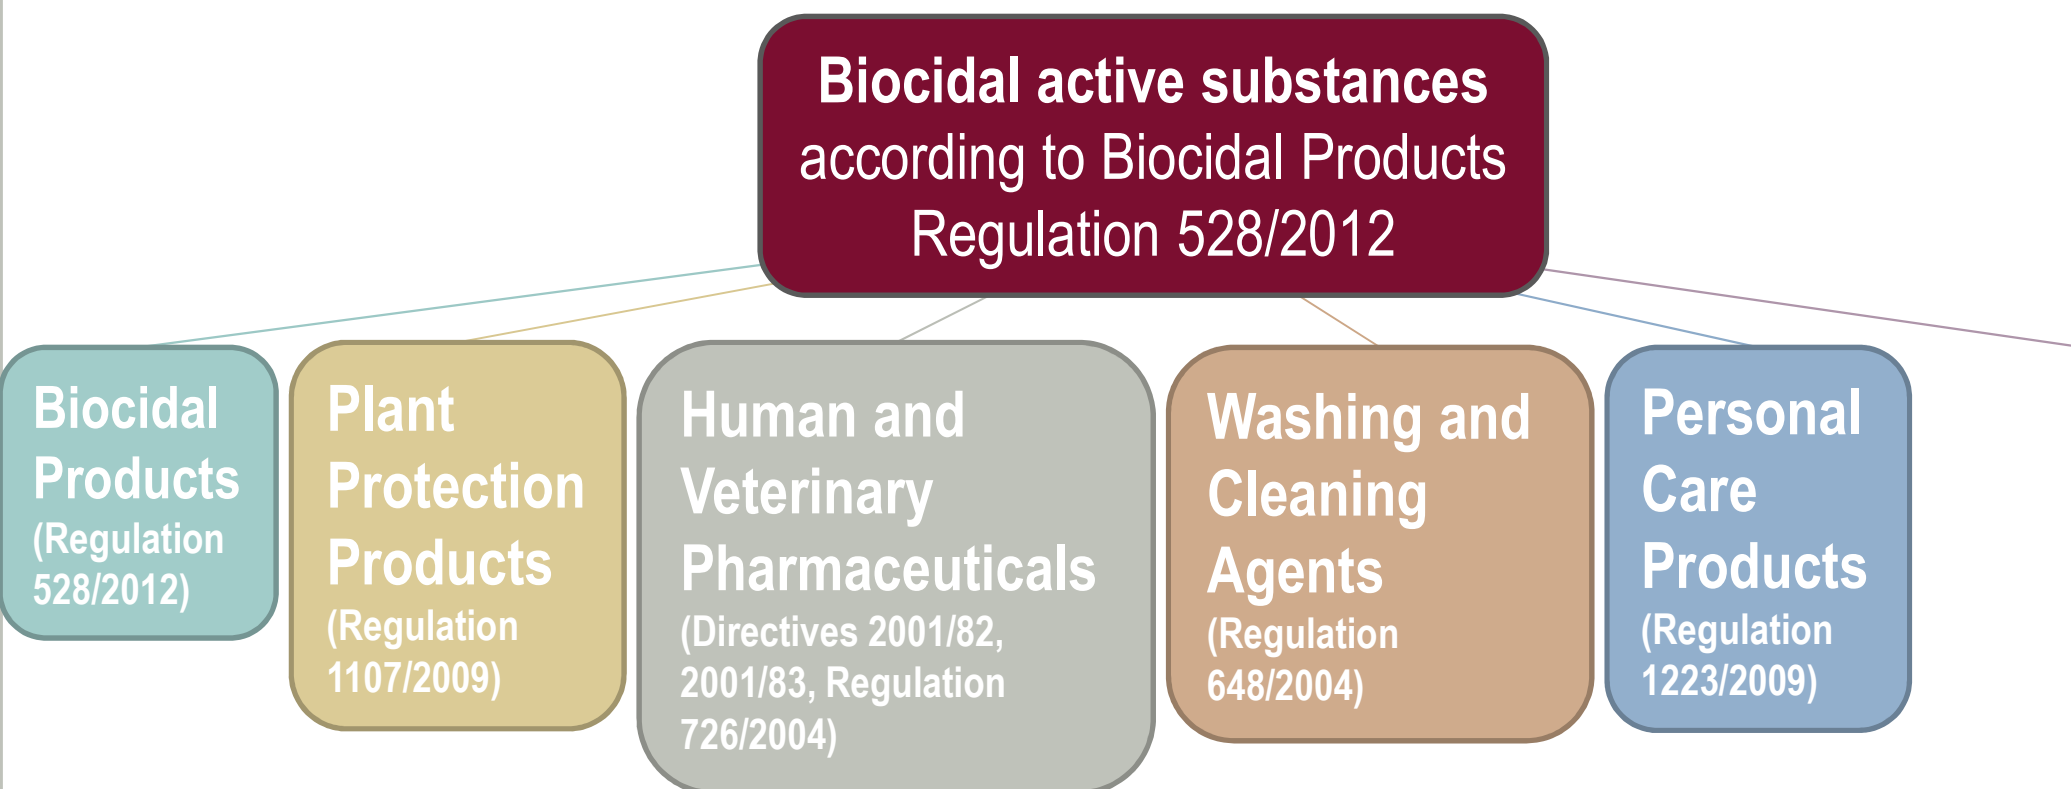 Biocidal active substances
according to Biocidal Products
Regulation 528/2012
Biocidal
Products
(Regulation
528/2012)
Plant
Protection
Products
(Regulation
1107/2009)
Human and
Veterinary
Pharmaceuticals
(Directives 2001/82,
2001/83, Regulation
726/2004)
Washing and
Cleaning
Agents
(Regulation
648/2004)
Personal
Care
Products
(Regulation
1223/2009)